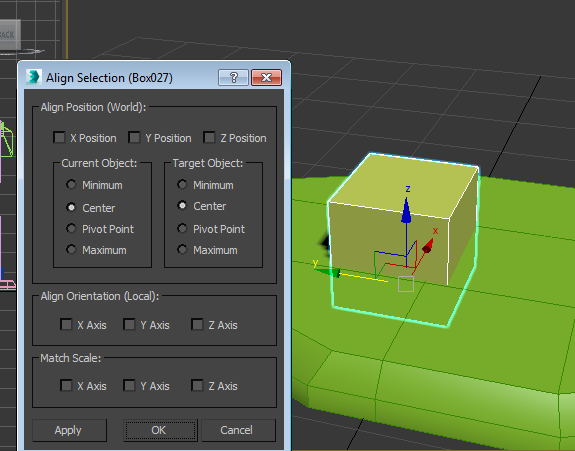 BACK
Align Selection (Box027)
?
Align Position (World):
X Position Y Position Z Position
Current Object: Target Object:
Minimum Minimum
Center Center
Pivot Point Pivot Point
Maximum Maximum
Align Orientation (Local):
X Axis Y Axis Z Axis
Match Scale:
X Axis Y Axis Z Axis
Apply OK Cancel
z
x
y